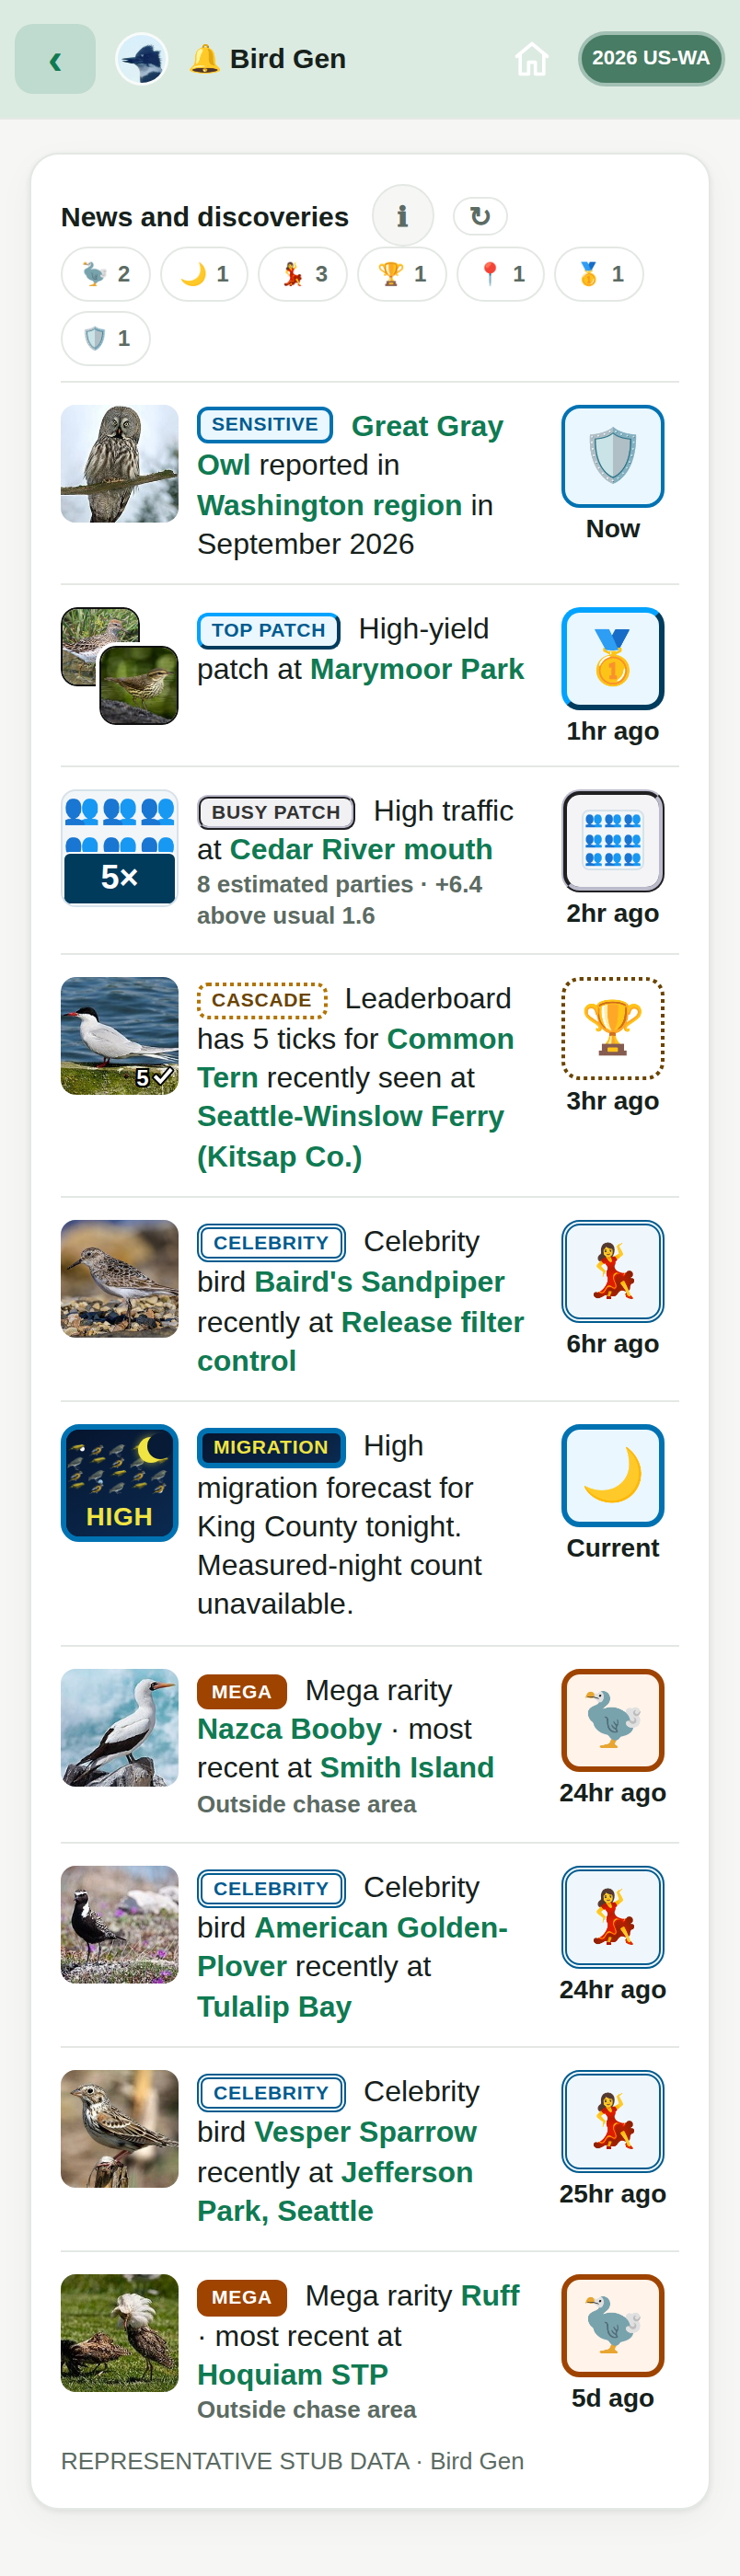 ‹ 🔔 Bird Gen 2026 US-WA
News and discoveries ℹ ↻
🦤 2 🌙 1 💃 3 🏆 1 📍 1 🥇 1
🛡️ 1
SENSITIVE Great Gray
Owl reported in
Washington region in
September 2026
Now
TOP PATCH High-yield
patch at Marymoor Park
1hr ago
5×
BUSY PATCH High traffic
at Cedar River mouth
8 estimated parties · +6.4
above usual 1.6
2hr ago
5✓
CASCADE Leaderboard
has 5 ticks for Common
Tern recently seen at
Seattle-Winslow Ferry
(Kitsap Co.)
3hr ago
CELEBRITY Celebrity
bird Baird's Sandpiper
recently at Release filter
control
6hr ago
HIGH
MIGRATION High
migration forecast for
King County tonight.
Measured-night count
unavailable.
Current
MEGA Mega rarity
Nazca Booby · most
recent at Smith Island
Outside chase area
24hr ago
CELEBRITY Celebrity
bird American Golden-
Plover recently at
Tulalip Bay
24hr ago
CELEBRITY Celebrity
bird Vesper Sparrow
recently at Jefferson
Park, Seattle
25hr ago
MEGA Mega rarity Ruff
· most recent at
Hoquiam STP
Outside chase area
5d ago
REPRESENTATIVE STUB DATA · Bird Gen